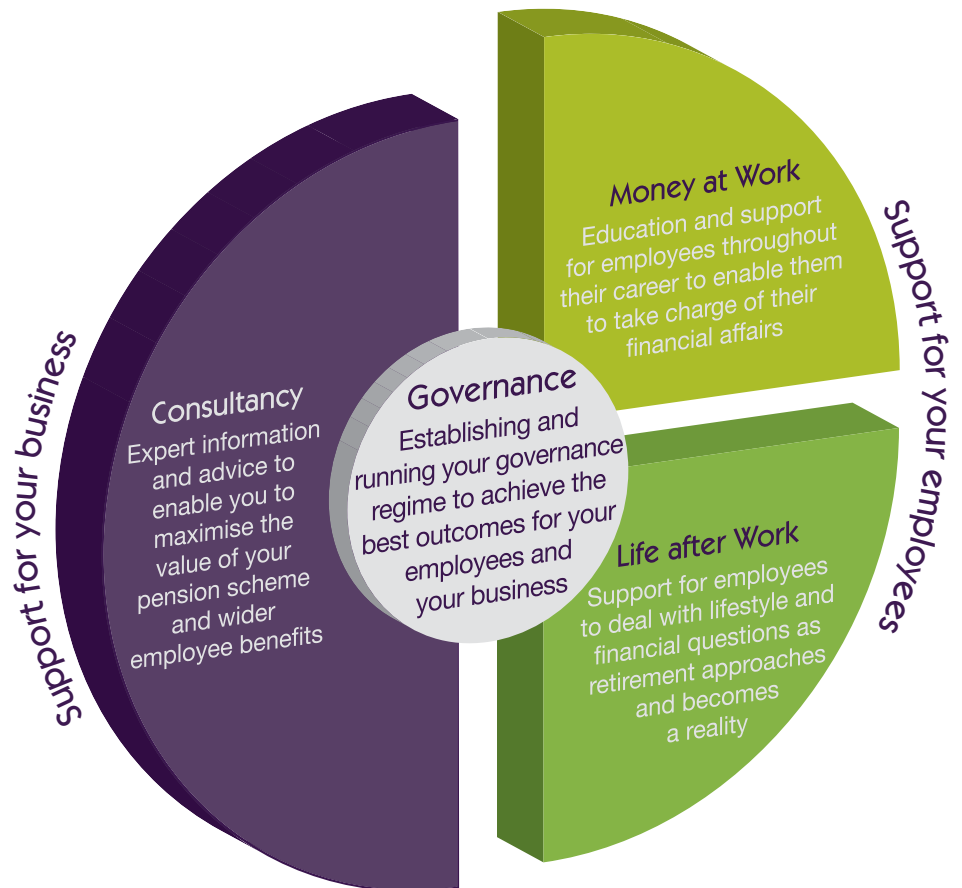 Support for your business
Consultancy
Expert information
and advice to
enable you to
maximise the
value of your
pension scheme
and wider
employee benefits
Governance
Establishing and
running your governance
regime to achieve the
best outcomes for your
employees and
your business
Money at Work
Education and support
for employees throughout
their career to enable them
to take charge of their
financial affairs
Life after Work
Support for employees
to deal with lifestyle and
financial questions as
retirement approaches
and becomes
a reality
Support for your employees